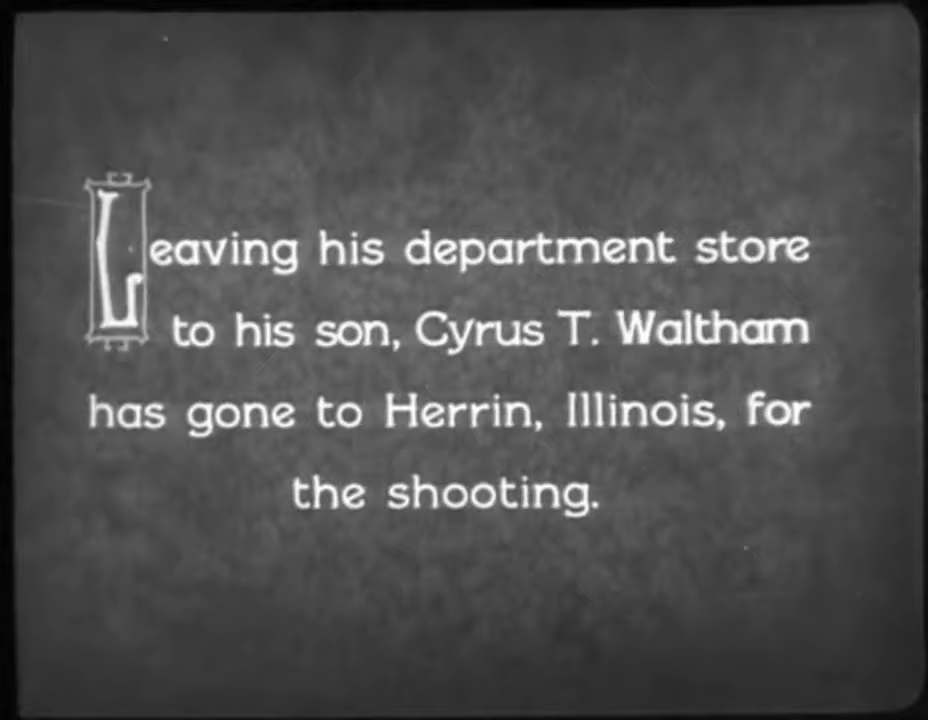 Leaving his department store
to his son, Cyrus T. Waltham
has gone to Herrin, Illinois, for
the shooting.